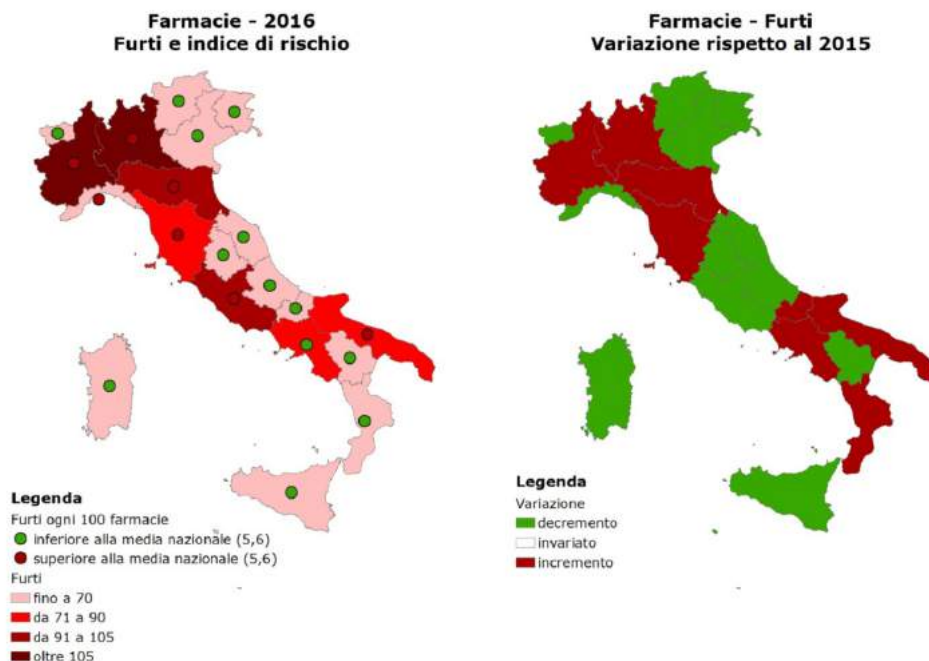 Farmacie - 2016
Furti e indice di rischio
Legenda
Furti ogni 100 farmacie
inferiore alla media nazionale (5,6)
superiore alla media nazionale (5,6)
Furti
fino a 70
da 71 a 90
da 91 a 105
oltre 105
Farmacie - Furti
Variazione rispetto al 2015
Legenda
Variazione
decremento
invariato
incremento